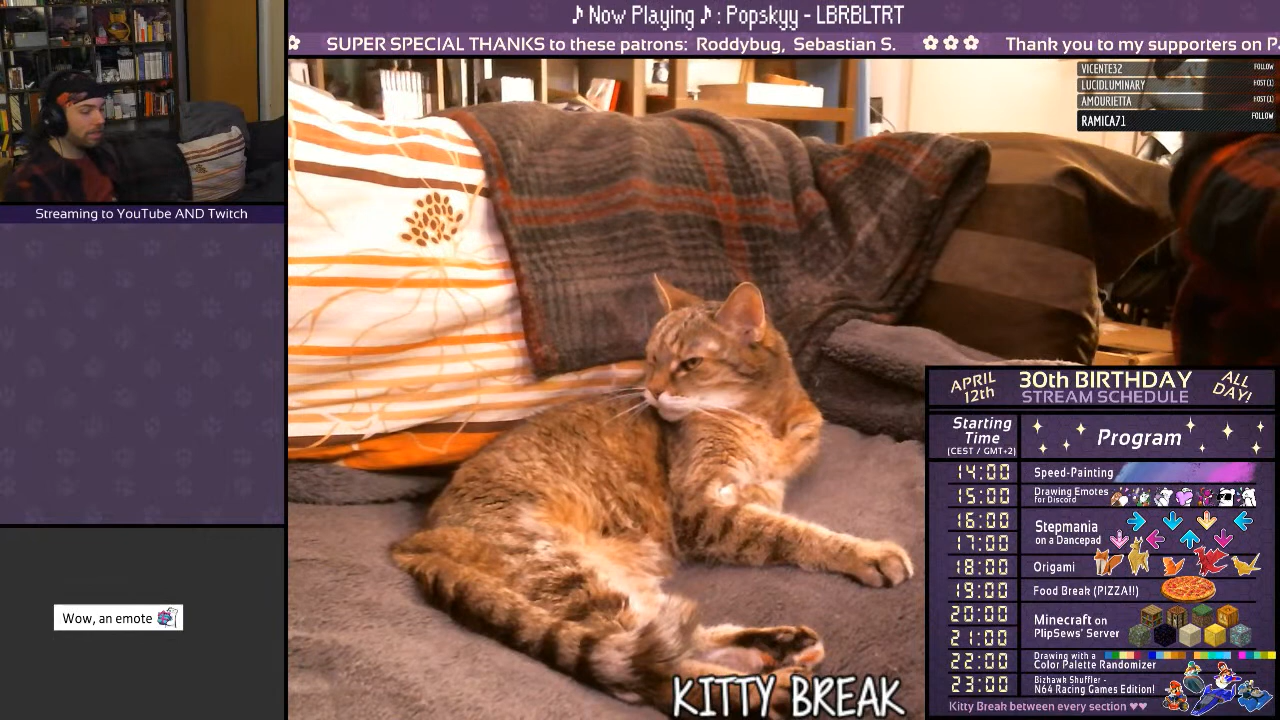 ♪ Now Playing ♪ : Popskyy - LBRBLTRT
SUPER SPECIAL THANKS to these patrons: Roddybug, Sebastian S. ✿ ✿ ✿ Thank you to my supporters on P
VICENTE32 FOLLOW
LUCIDLUMINARY HOST (1)
AMOURIETTA HOST (1)
RAMICA71 FOLLOW
Streaming to YouTube AND Twitch
APRIL 12th
30th BIRTHDAY
STREAM SCHEDULE
ALL DAY!
Starting Time
(CEST / GMT+2)
Program
14:00 Speed-Painting
15:00 Drawing Emotes for Discord
16:00
17:00 Stepmania on a Dancepad
18:00 Origami
19:00 Food Break (PIZZA!!)
20:00
21:00 Minecraft on PlipSews' Server
22:00 Drawing with a Color Palette Randomizer
23:00 Bizhawk Shuffler - N64 Racing Games Edition!
Kitty Break between every section ♥♥
Wow, an emote
KITTY BREAK